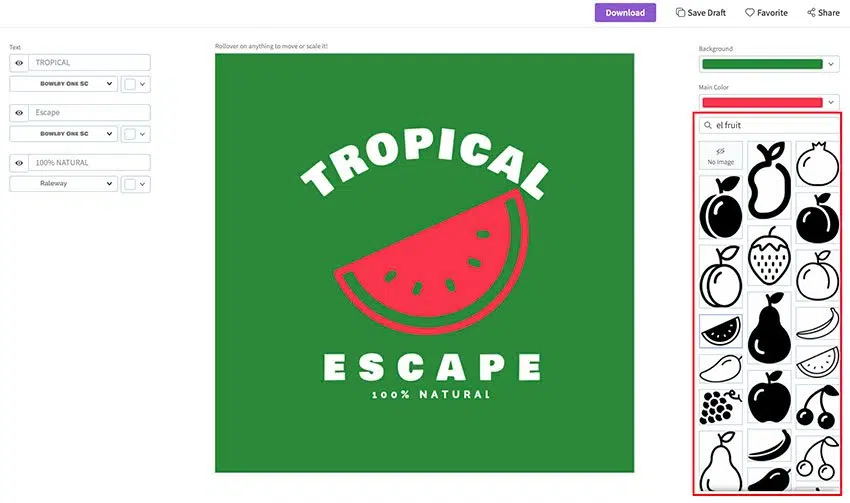 Download
Save Draft
Favorite
Share
Text
TROPICAL
BOWLBY ONE SC
Escape
BOWLBY ONE SC
100% NATURAL
Raleway
Rollover on anything to move or scale it!
TROPICAL
ESCAPE
100% NATURAL
Background
Main Color
el fruit
No Image